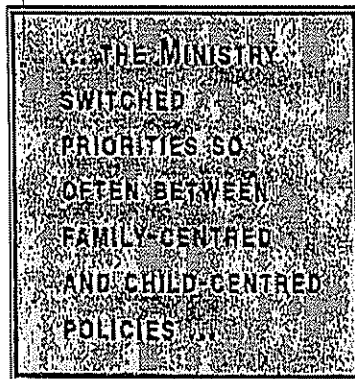 ... THE MINISTRY
SWITCHED
PRIORITIES SO
OFTEN BETWEEN
FAMILY-CENTRED
AND CHILD-CENTRED
POLICIES ...